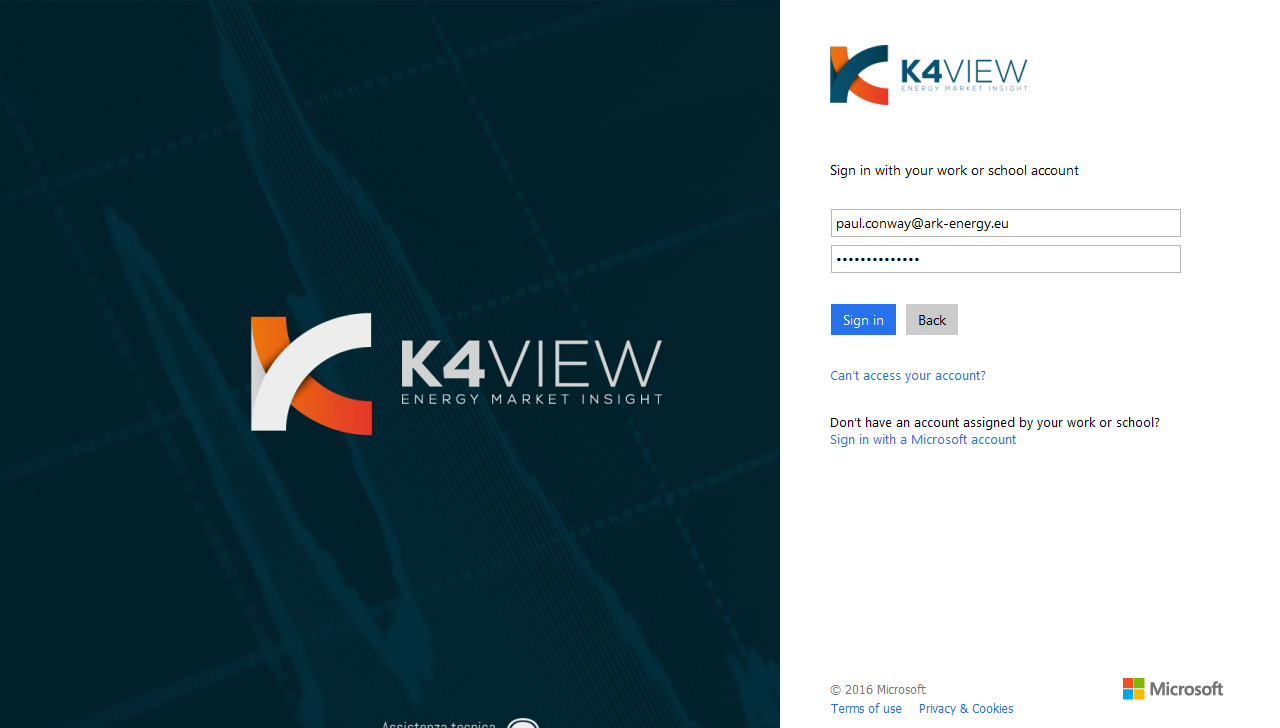 K4VIEW
ENERGY MARKET INSIGHT
Assistenza tecnica
K4VIEW
ENERGY MARKET INSIGHT
Sign in with your work or school account
paul.conway@ark-energy.eu
••••••••••••••
Sign in
Back
Can't access your account?
Don't have an account assigned by your work or school?
Sign in with a Microsoft account
© 2016 Microsoft
Terms of use
Privacy & Cookies
Microsoft